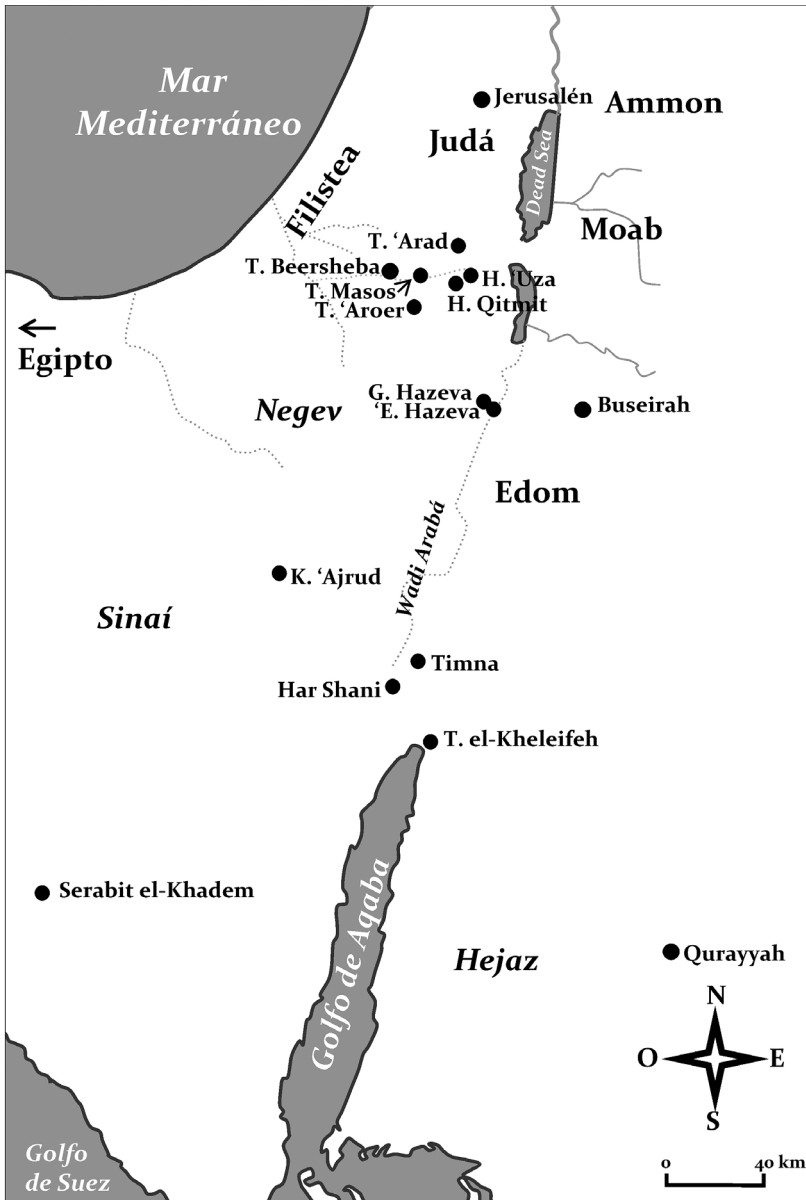 Mar
Mediterráneo
Jerusalén
Ammon
Judá
Dead Sea
Filistea
Moab
T. ‘Arad
T. Beersheba
H. ‘Uza
T. Masos
H. Qitmit
T. ‘Aroer
Egipto
G. Hazeva
‘E. Hazeva
Buseirah
Negev
Edom
Wadi Arabá
K. ‘Ajrud
Sinaí
Timna
Har Shani
T. el-Kheleifeh
Serabit el-Khadem
Golfo de Aqaba
Hejaz
Qurayyah
N
O
E
S
Golfo
de Suez
0 40 km